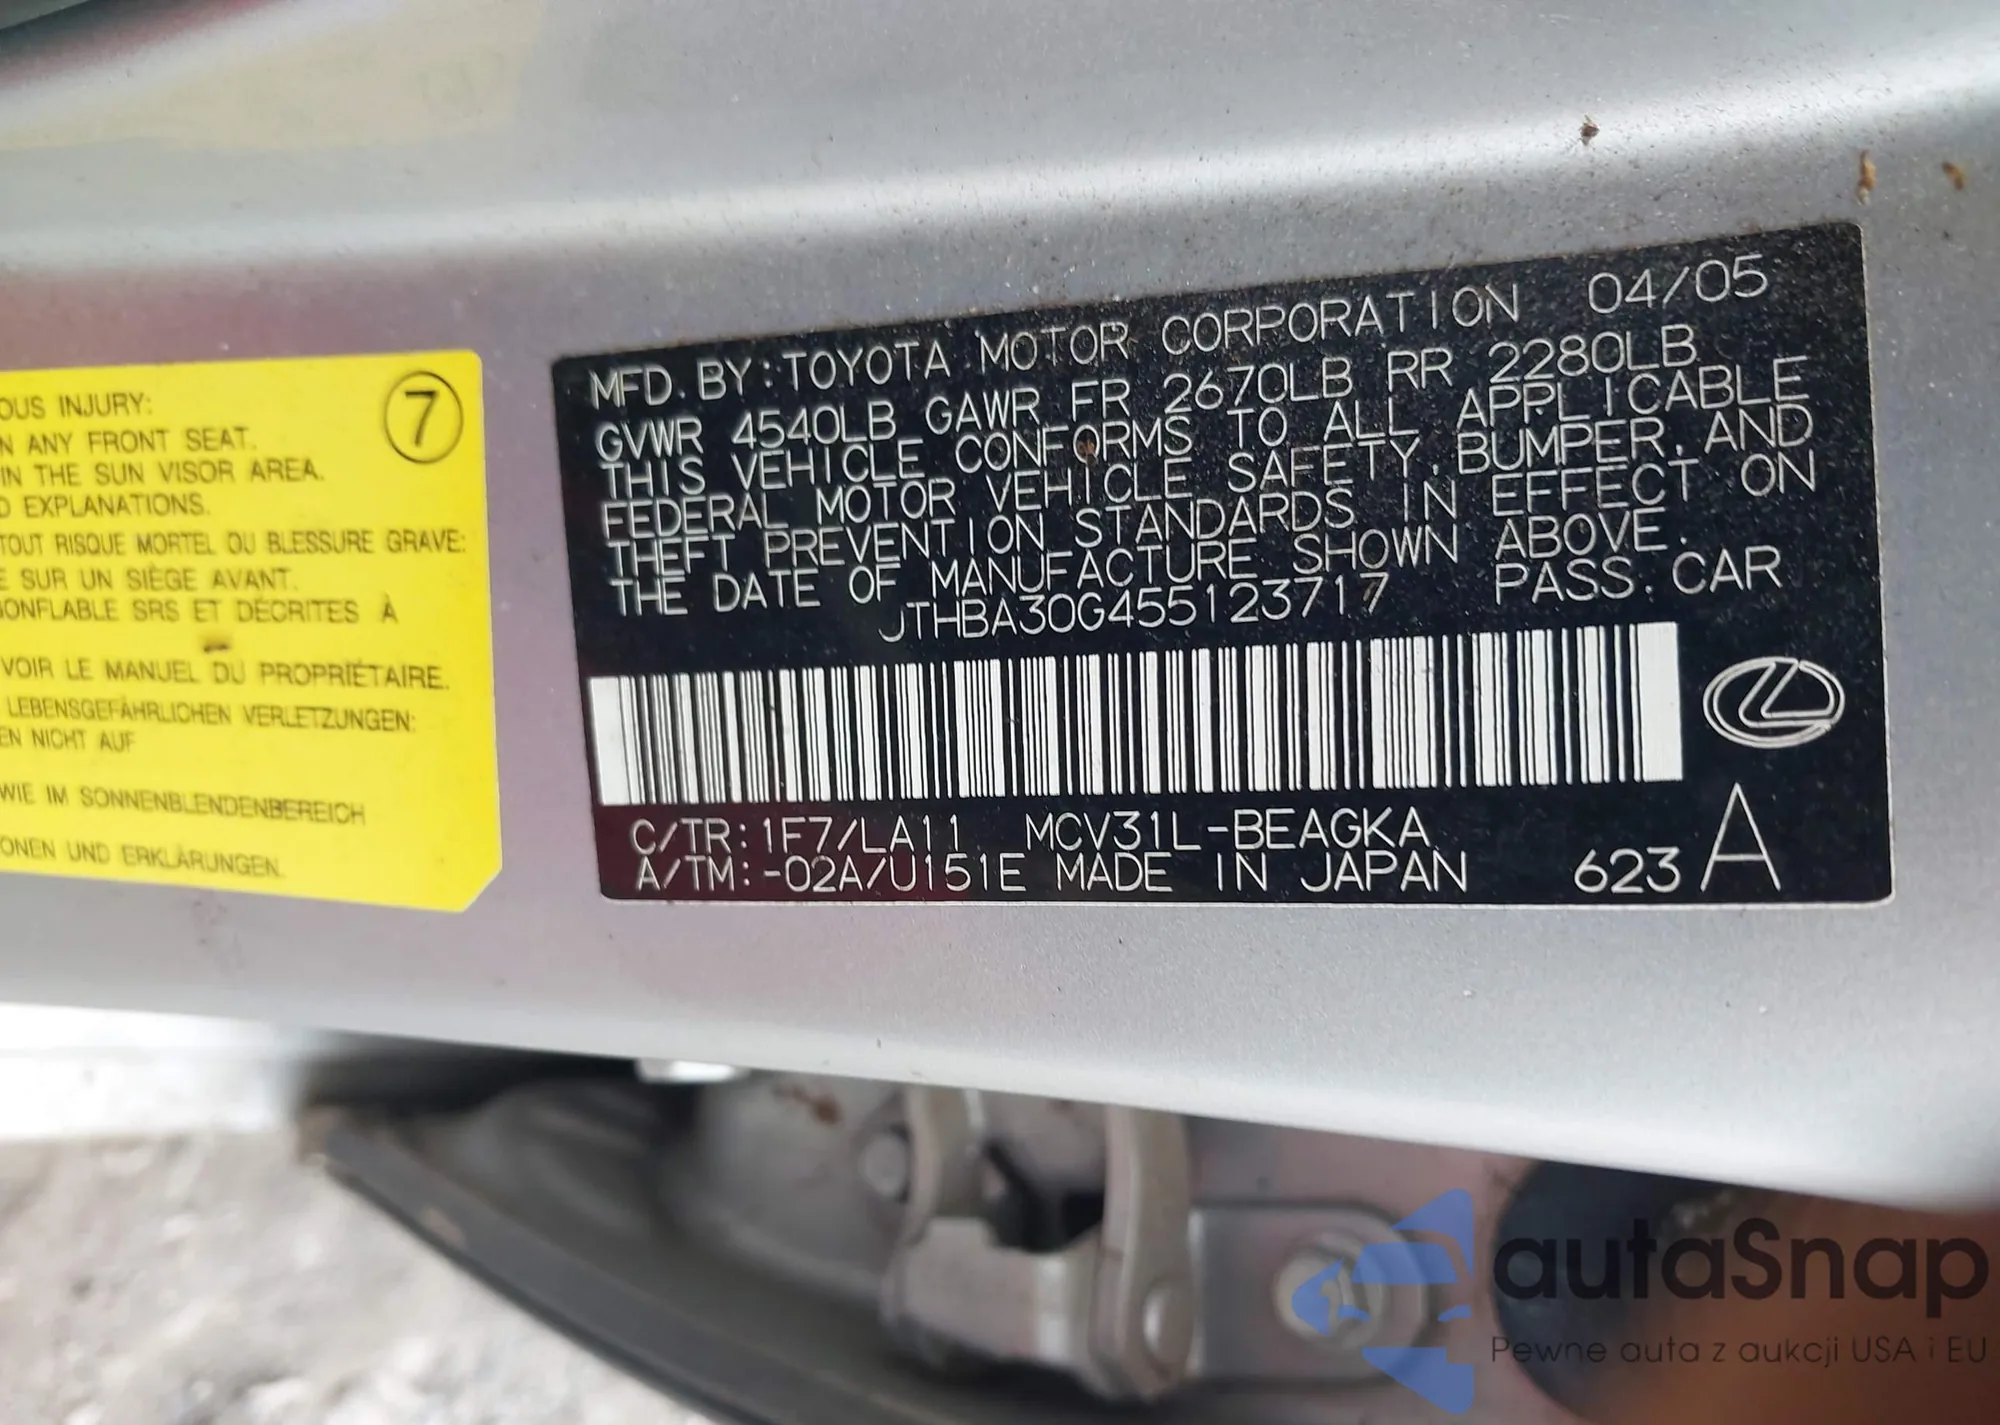 OUS INJURY:
N ANY FRONT SEAT.
IN THE SUN VISOR AREA.
D EXPLANATIONS.
TOUT RISQUE MORTEL OU BLESSURE GRAVE:
E SUR UN SIÈGE AVANT.
ONFLABLE SRS ET DÉCRITES À
VOIR LE MANUEL DU PROPRIÉTAIRE.
LEBENSGEFÄHRLICHEN VERLETZUNGEN:
EN NICHT AUF
WIE IM SONNENBLENDENBEREICH
ONEN UND ERKLÄRUNGEN.
7
MFD. BY: TOYOTA MOTOR CORPORATION 04/05
GVWR 4540LB GAWR FR 2670LB RR 2280LB
THIS VEHICLE CONFORMS TO ALL APPLICABLE
FEDERAL MOTOR VEHICLE SAFETY, BUMPER, AND
THEFT PREVENTION STANDARDS IN EFFECT ON
THE DATE OF MANUFACTURE SHOWN ABOVE.
JTHBA30G455123717 PASS. CAR
C/TR: 1F7/LA11 MCV31L-BEAGKA
A/TM: -02A/U151E MADE IN JAPAN 623 A
autaSnap
Pewne auta z aukcji USA i EU